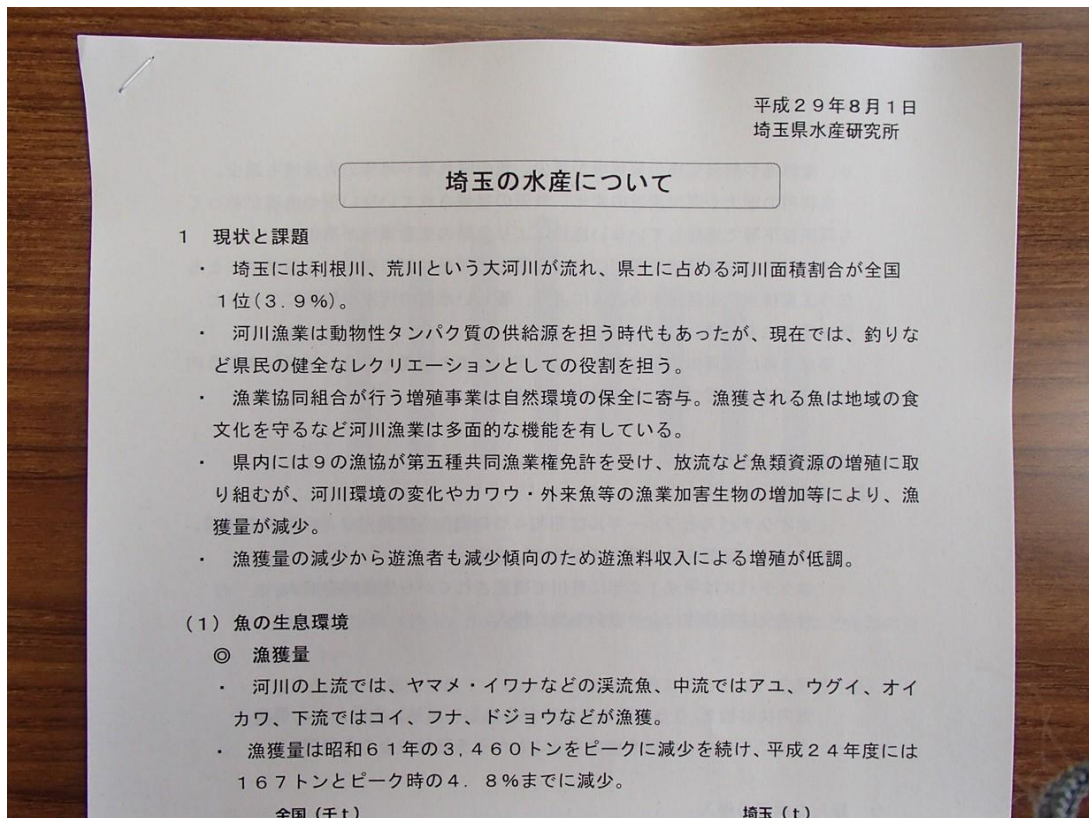 平成２９年８月１日
埼玉県水産研究所
埼玉の水産について
１　現状と課題
・　埼玉には利根川、荒川という大河川が流れ、県土に占める河川面積割合が全国
１位(３.９%)。
・　河川漁業は動物性タンパク質の供給源を担う時代もあったが、現在では、釣りな
ど県民の健全なレクリエーションとしての役割を担う。
・　漁業協同組合が行う増殖事業は自然環境の保全に寄与。漁獲される魚は地域の食
文化を守るなど河川漁業は多面的な機能を有している。
・　県内には９の漁協が第五種共同漁業権免許を受け、放流など魚類資源の増殖に取
り組むが、河川環境の変化やカワウ・外来魚等の漁業加害生物の増加等により、漁
獲量が減少。
・　漁獲量の減少から遊漁者も減少傾向のため遊漁料収入による増殖が低調。
（１）魚の生息環境
◎　漁獲量
・　河川の上流では、ヤマメ・イワナなどの渓流魚、中流ではアユ、ウグイ、オイ
カワ、下流ではコイ、フナ、ドジョウなどが漁獲。
・　漁獲量は昭和６１年の３,４６０トンをピークに減少を続け、平成２４年度には
１６７トンとピーク時の４．８%までに減少。
全国（千ｔ）　埼玉（ｔ）